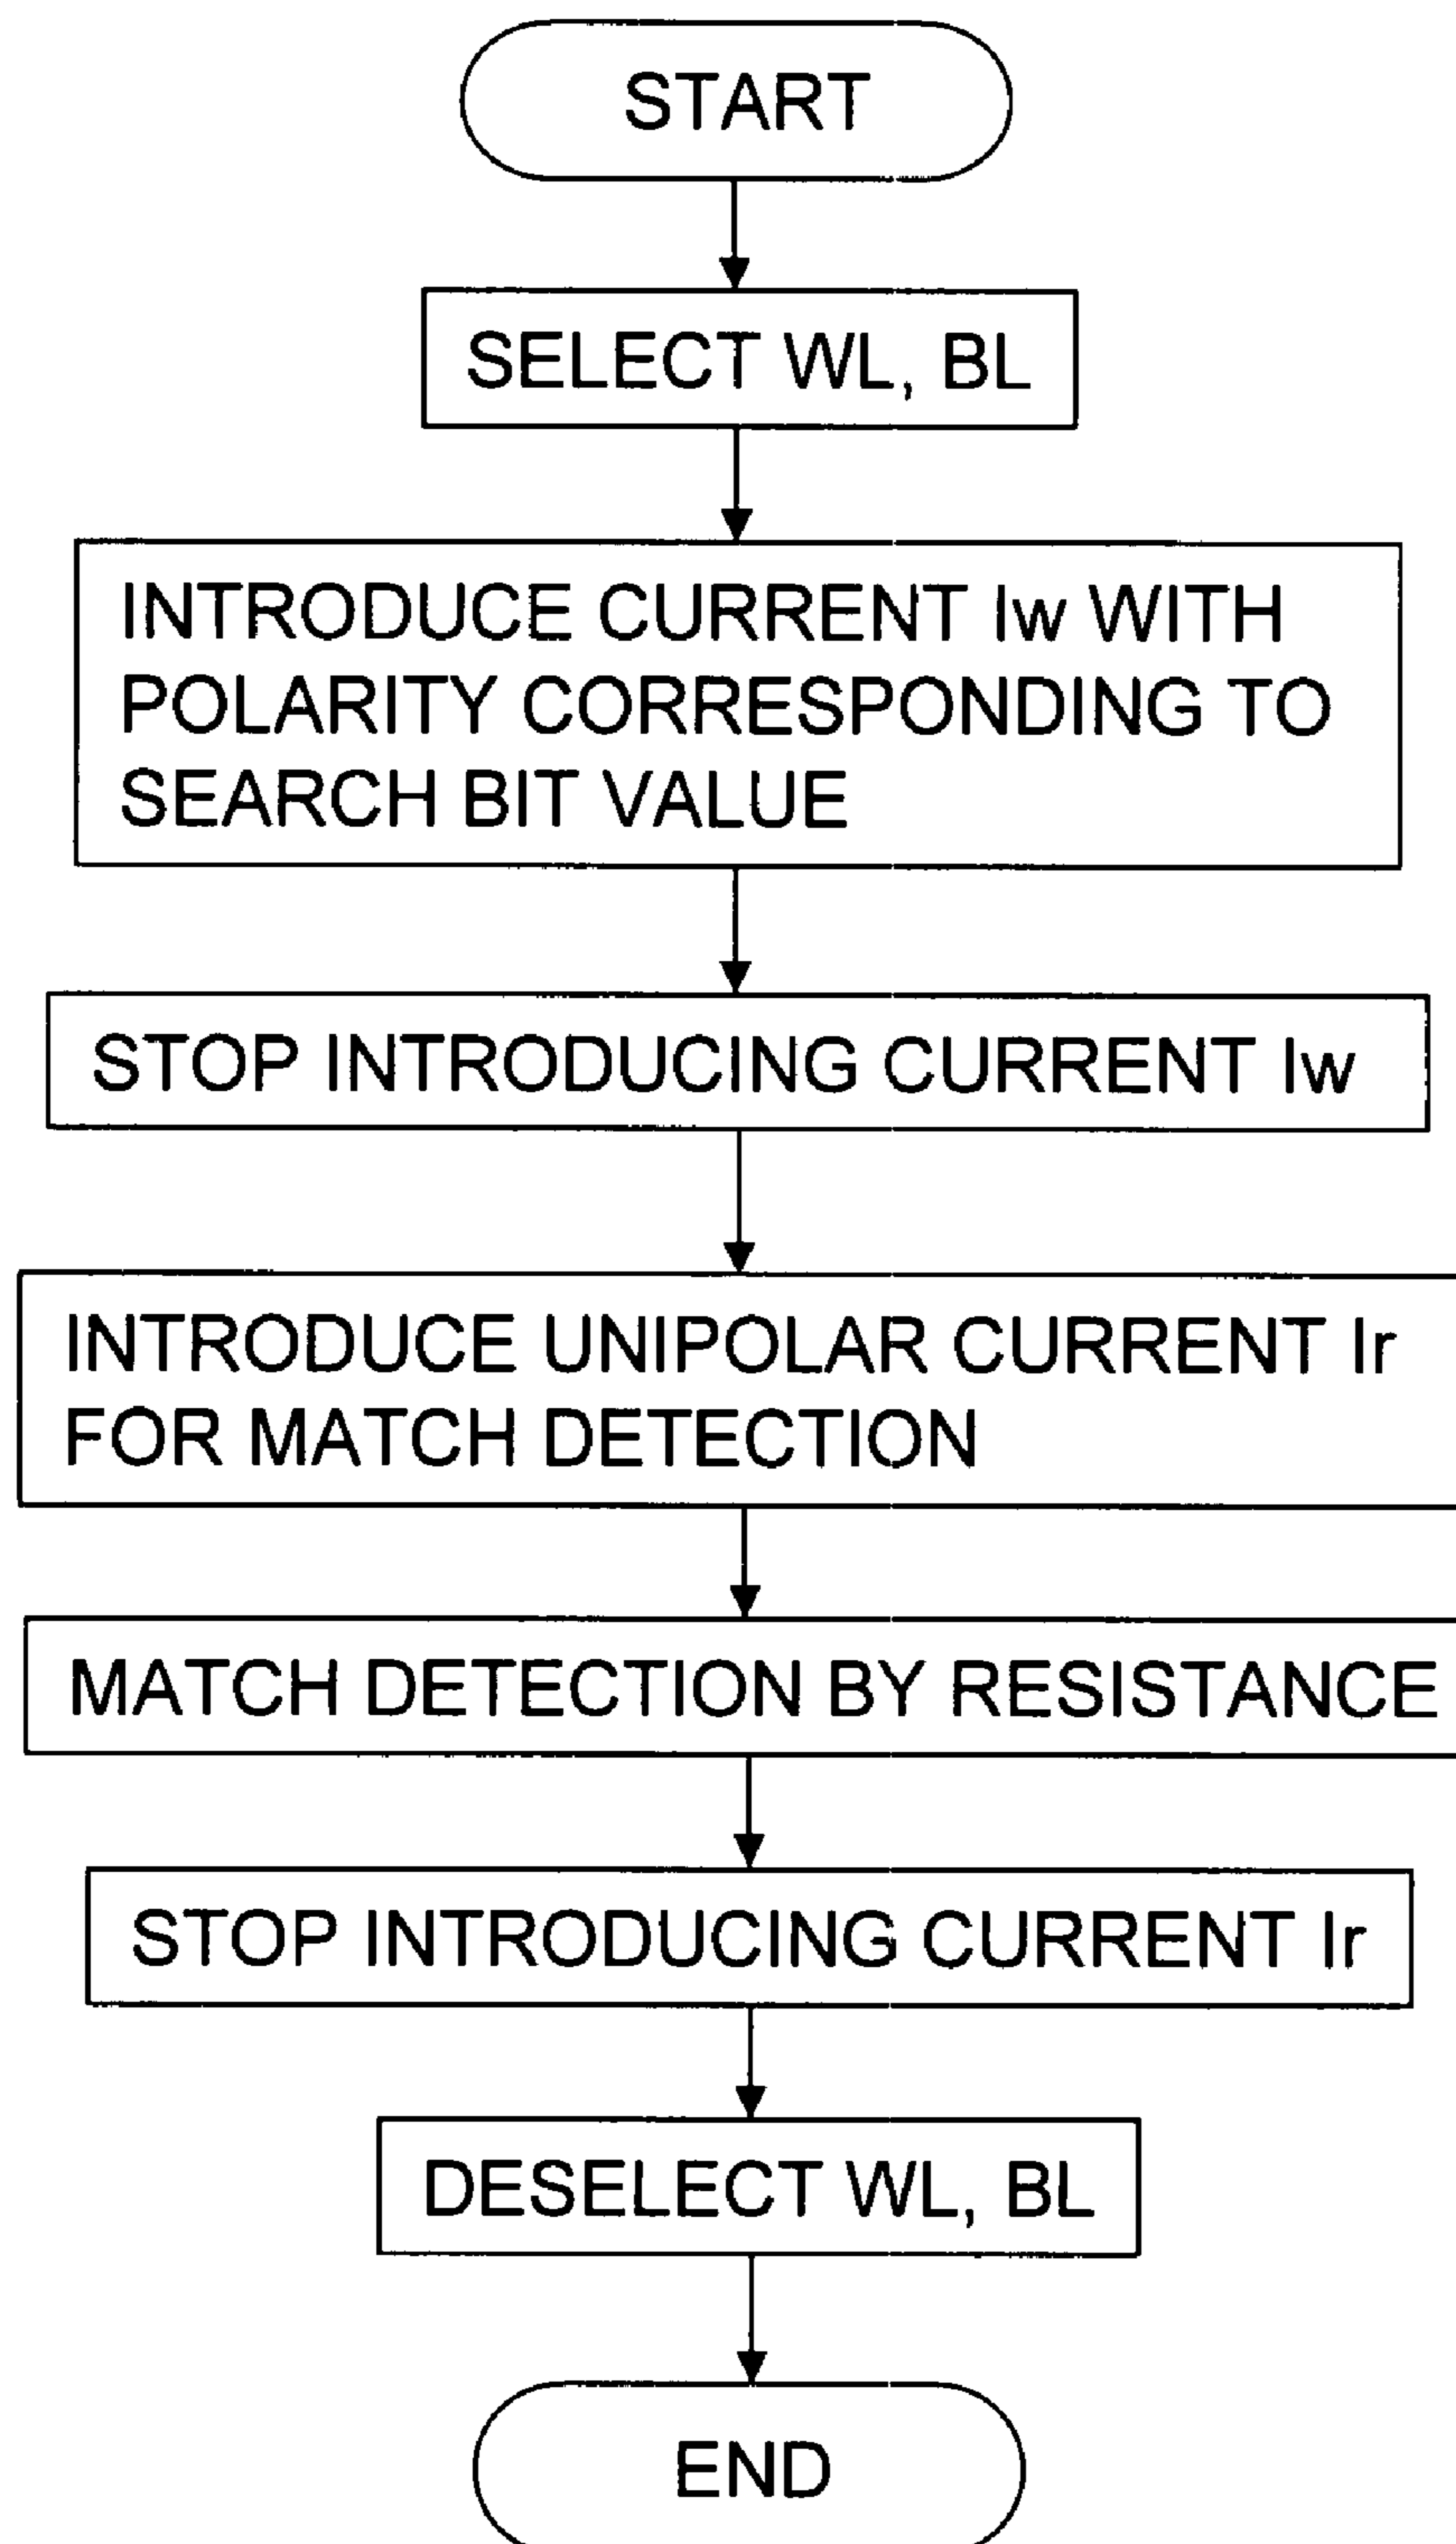 START
SELECT WL, BL
INTRODUCE CURRENT Iw WITH
POLARITY CORRESPONDING TO
SEARCH BIT VALUE
STOP INTRODUCING CURRENT Iw
INTRODUCE UNIPOLAR CURRENT Ir
FOR MATCH DETECTION
MATCH DETECTION BY RESISTANCE
STOP INTRODUCING CURRENT Ir
DESELECT WL, BL
END